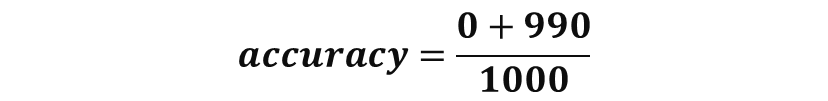 accuracy = 0 + 990 / 1000